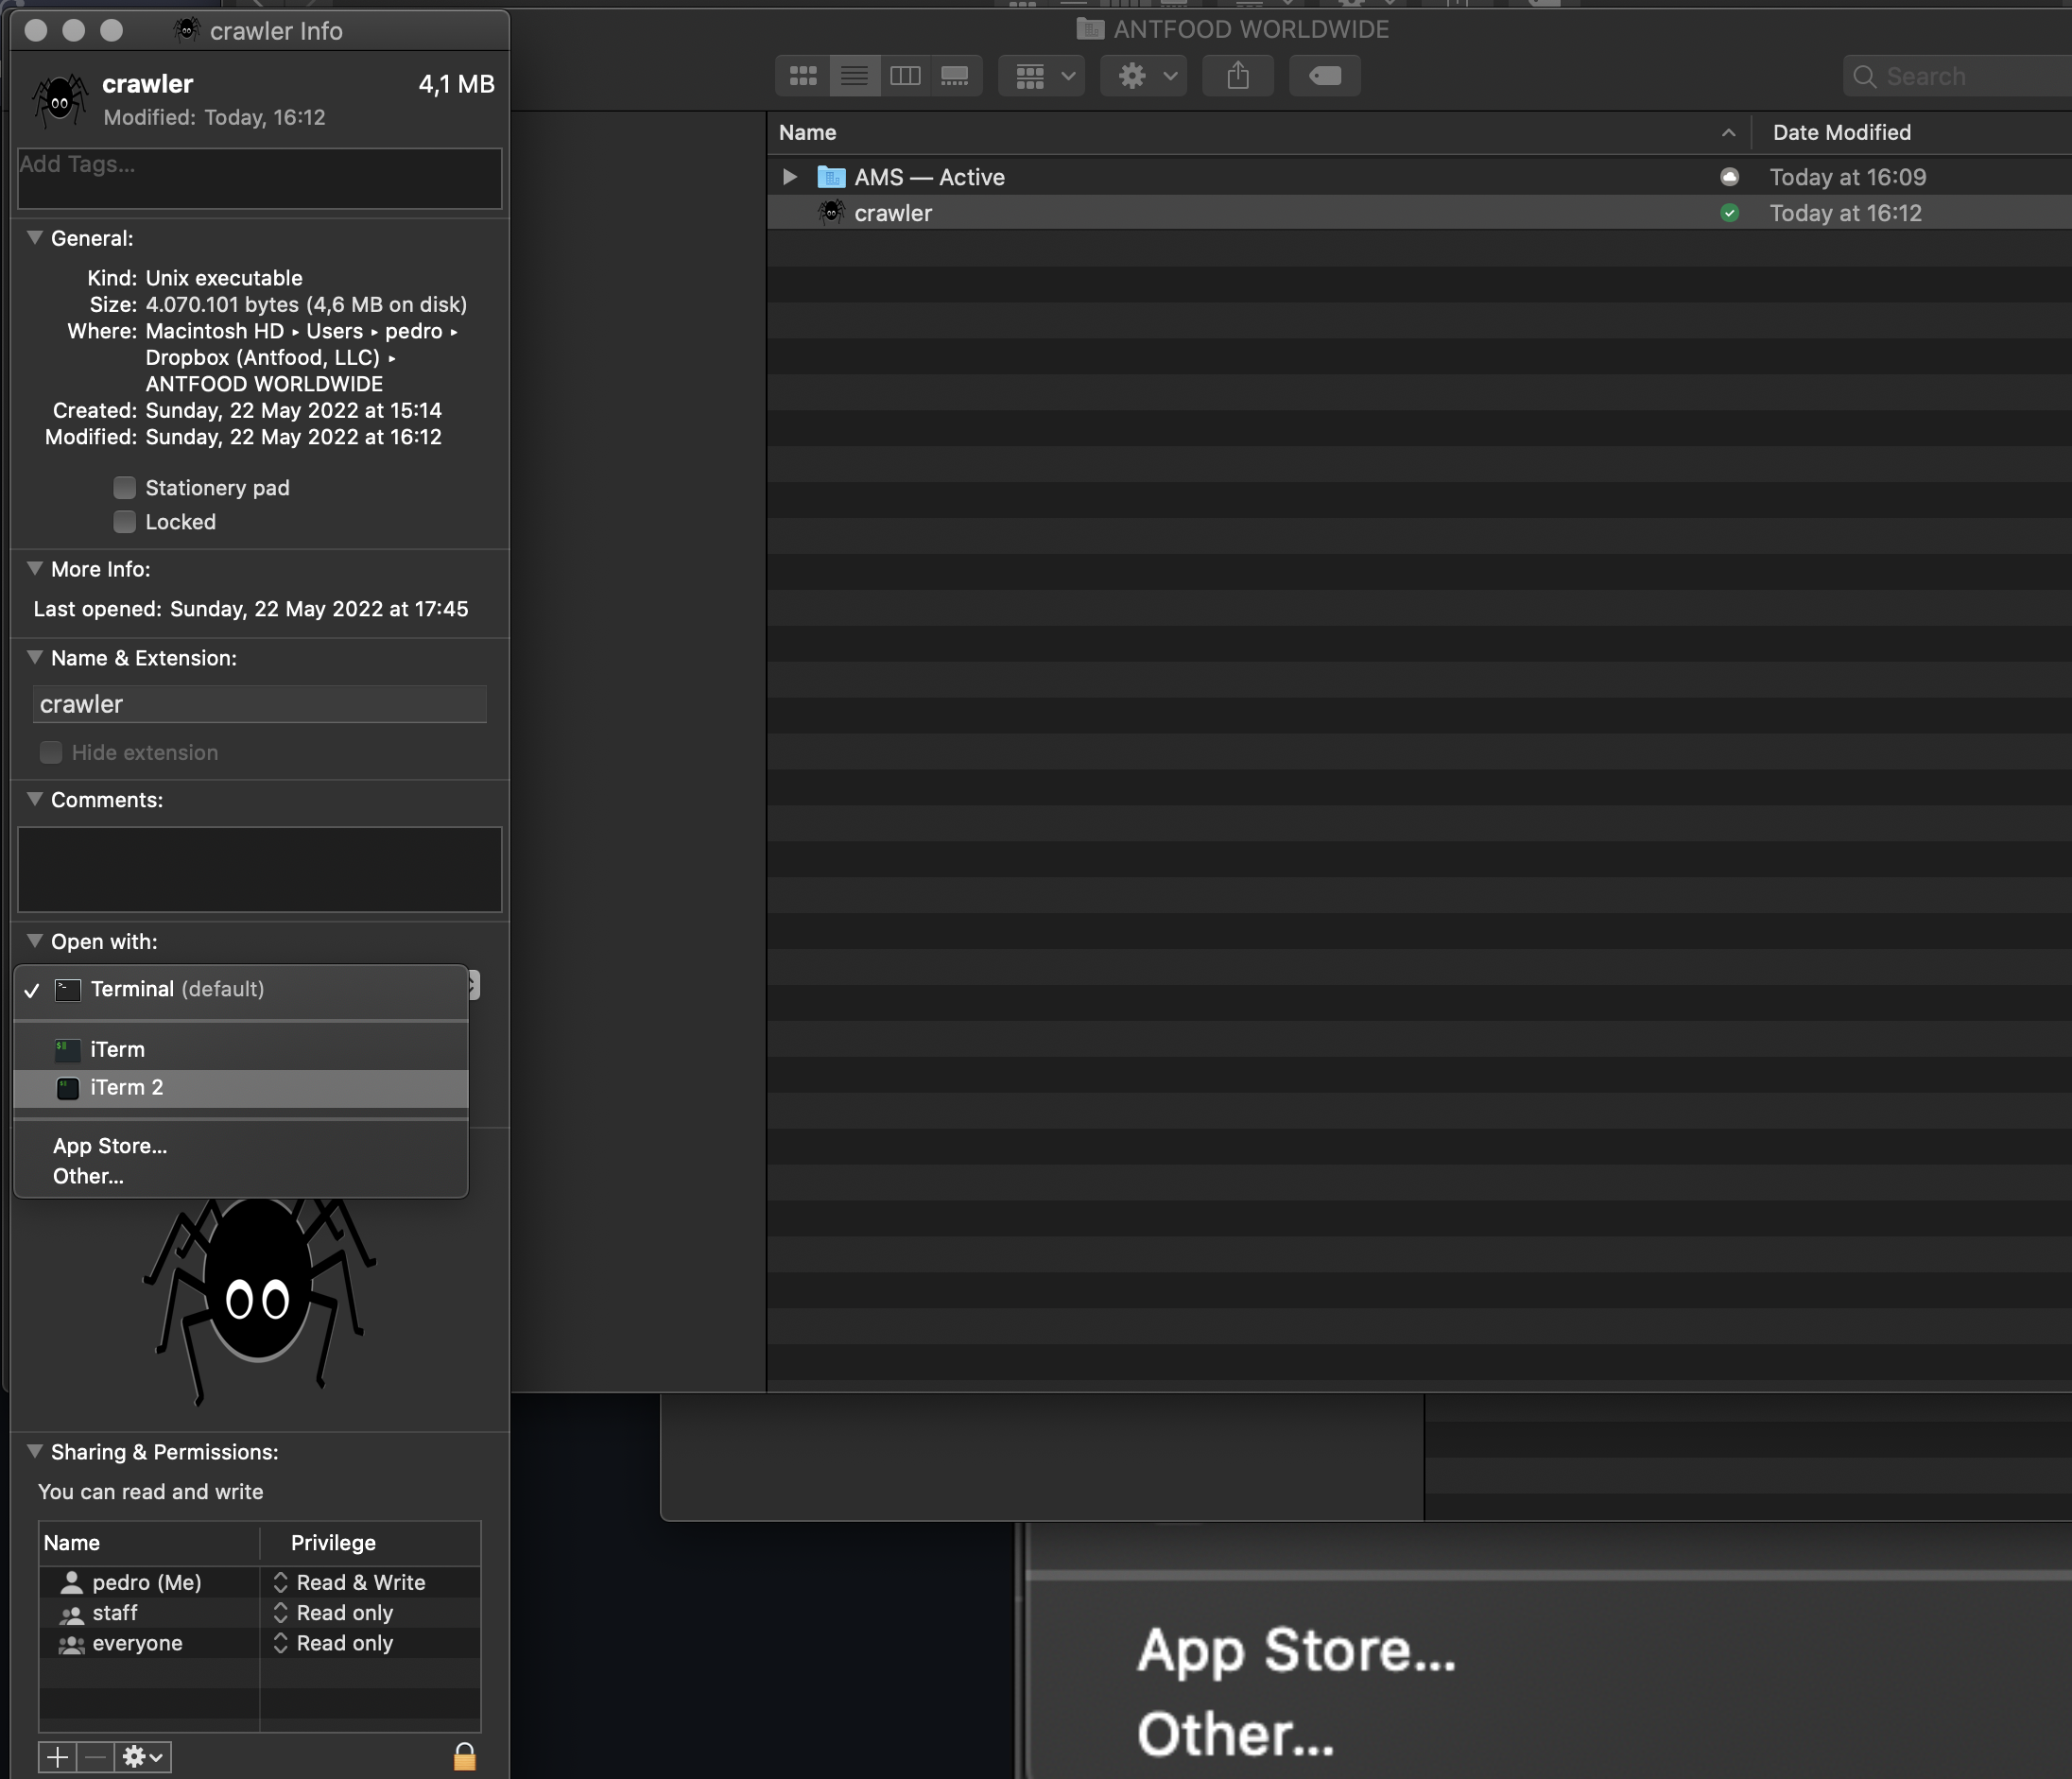 crawler Info
crawler 4,1 MB
Modified: Today, 16:12
Add Tags...
General:
Kind: Unix executable
Size: 4.070.101 bytes (4,6 MB on disk)
Where: Macintosh HD ▸ Users ▸ pedro ▸
Dropbox (Antfood, LLC) ▸
ANTFOOD WORLDWIDE
Created: Sunday, 22 May 2022 at 15:14
Modified: Sunday, 22 May 2022 at 16:12
Stationery pad
Locked
More Info:
Last opened: Sunday, 22 May 2022 at 17:45
Name & Extension:
crawler
Hide extension
Comments:
Open with:
Terminal (default)
iTerm
iTerm 2
App Store...
Other...
Sharing & Permissions:
You can read and write
Name Privilege
pedro (Me) Read & Write
staff Read only
everyone Read only
ANTFOOD WORLDWIDE
Search
Name Date Modified
AMS — Active Today at 16:09
crawler Today at 16:12
App Store...
Other...